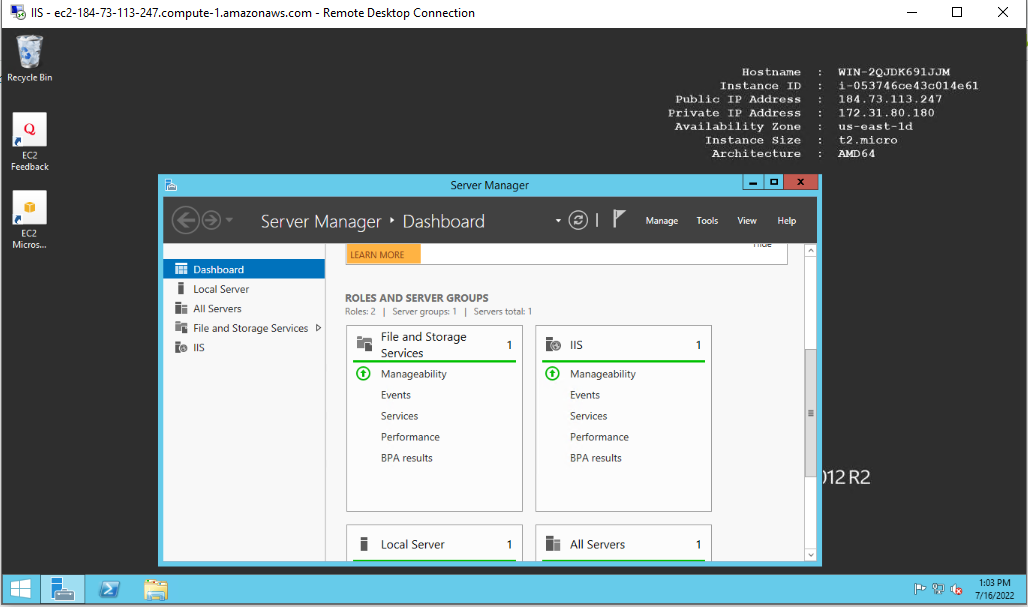 IIS - ec2-184-73-113-247.compute-1.amazonaws.com - Remote Desktop Connection
Recycle Bin
EC2
Feedback
EC2
Micros...
Hostname : WIN-2QJDK691JJM
Instance ID : i-053746ce43c014e61
Public IP Address : 184.73.113.247
Private IP Address : 172.31.80.180
Availability Zone : us-east-1d
Instance Size : t2.micro
Architecture : AMD64
Server Manager
Server Manager • Dashboard
Manage Tools View Help
Dashboard
Local Server
All Servers
File and Storage Services
IIS
LEARN MORE
Hide
ROLES AND SERVER GROUPS
Roles: 2 | Server groups: 1 | Servers total: 1
File and Storage
Services 1
Manageability
Events
Services
Performance
BPA results
IIS 1
Manageability
Events
Services
Performance
BPA results
Local Server 1
All Servers 1
012 R2
1:03 PM
7/16/2022